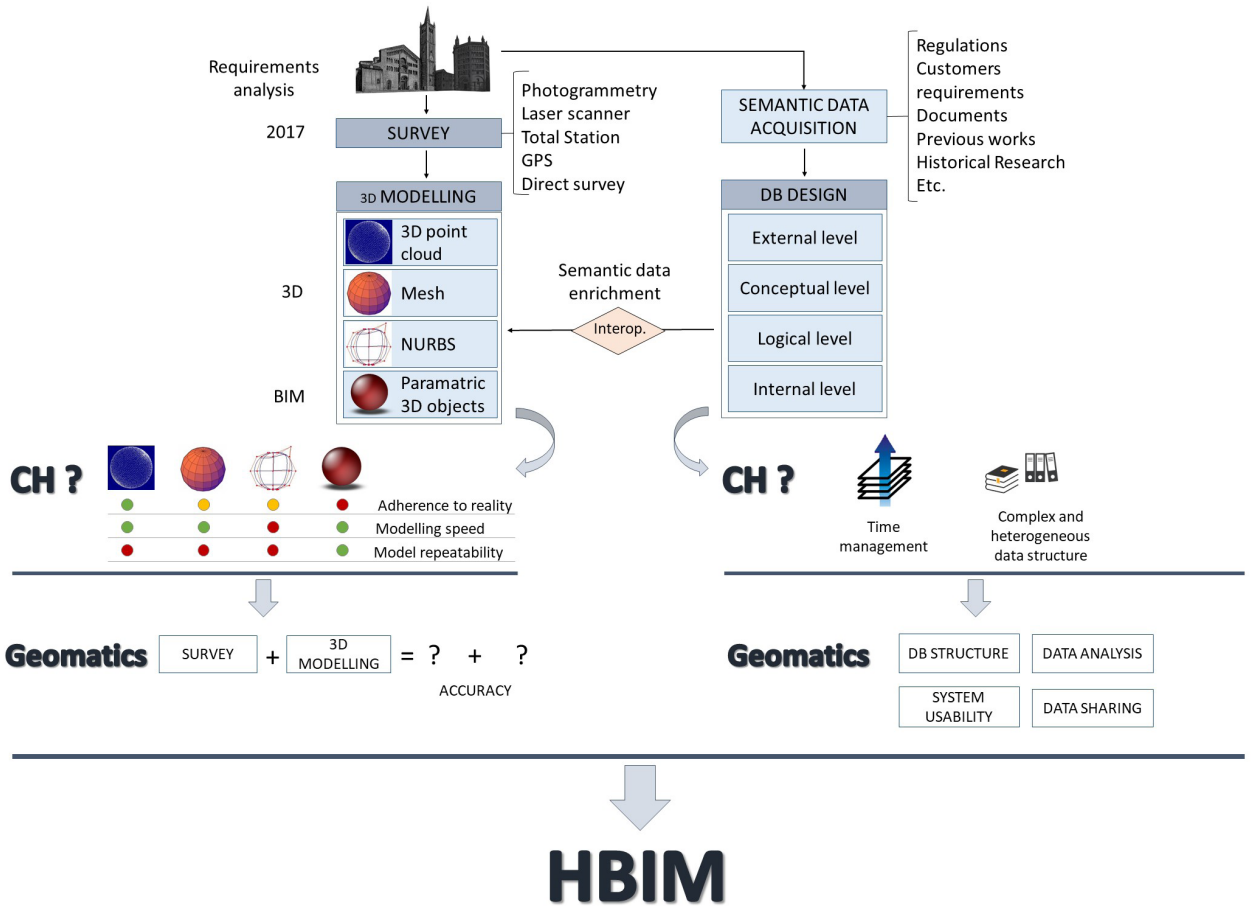 Requirements
analysis
2017
SURVEY
Photogrammetry
Laser scanner
Total Station
GPS
Direct survey
SEMANTIC DATA
ACQUISITION
Regulations
Customers
requirements
Documents
Previous works
Historical Research
Etc.
3D MODELLING
3D point
cloud
3D
Mesh
NURBS
BIM
Paramatric
3D objects
Semantic data
enrichment
Interop.
DB DESIGN
External level
Conceptual level
Logical level
Internal level
CH ?
Adherence to reality
Modelling speed
Model repeatability
CH ?
Time
management
Complex and
heterogeneous
data structure
Geomatics
SURVEY
+
3D
MODELLING
= ? + ?
ACCURACY
Geomatics
DB STRUCTURE
DATA ANALYSIS
SYSTEM
USABILITY
DATA SHARING
HBIM